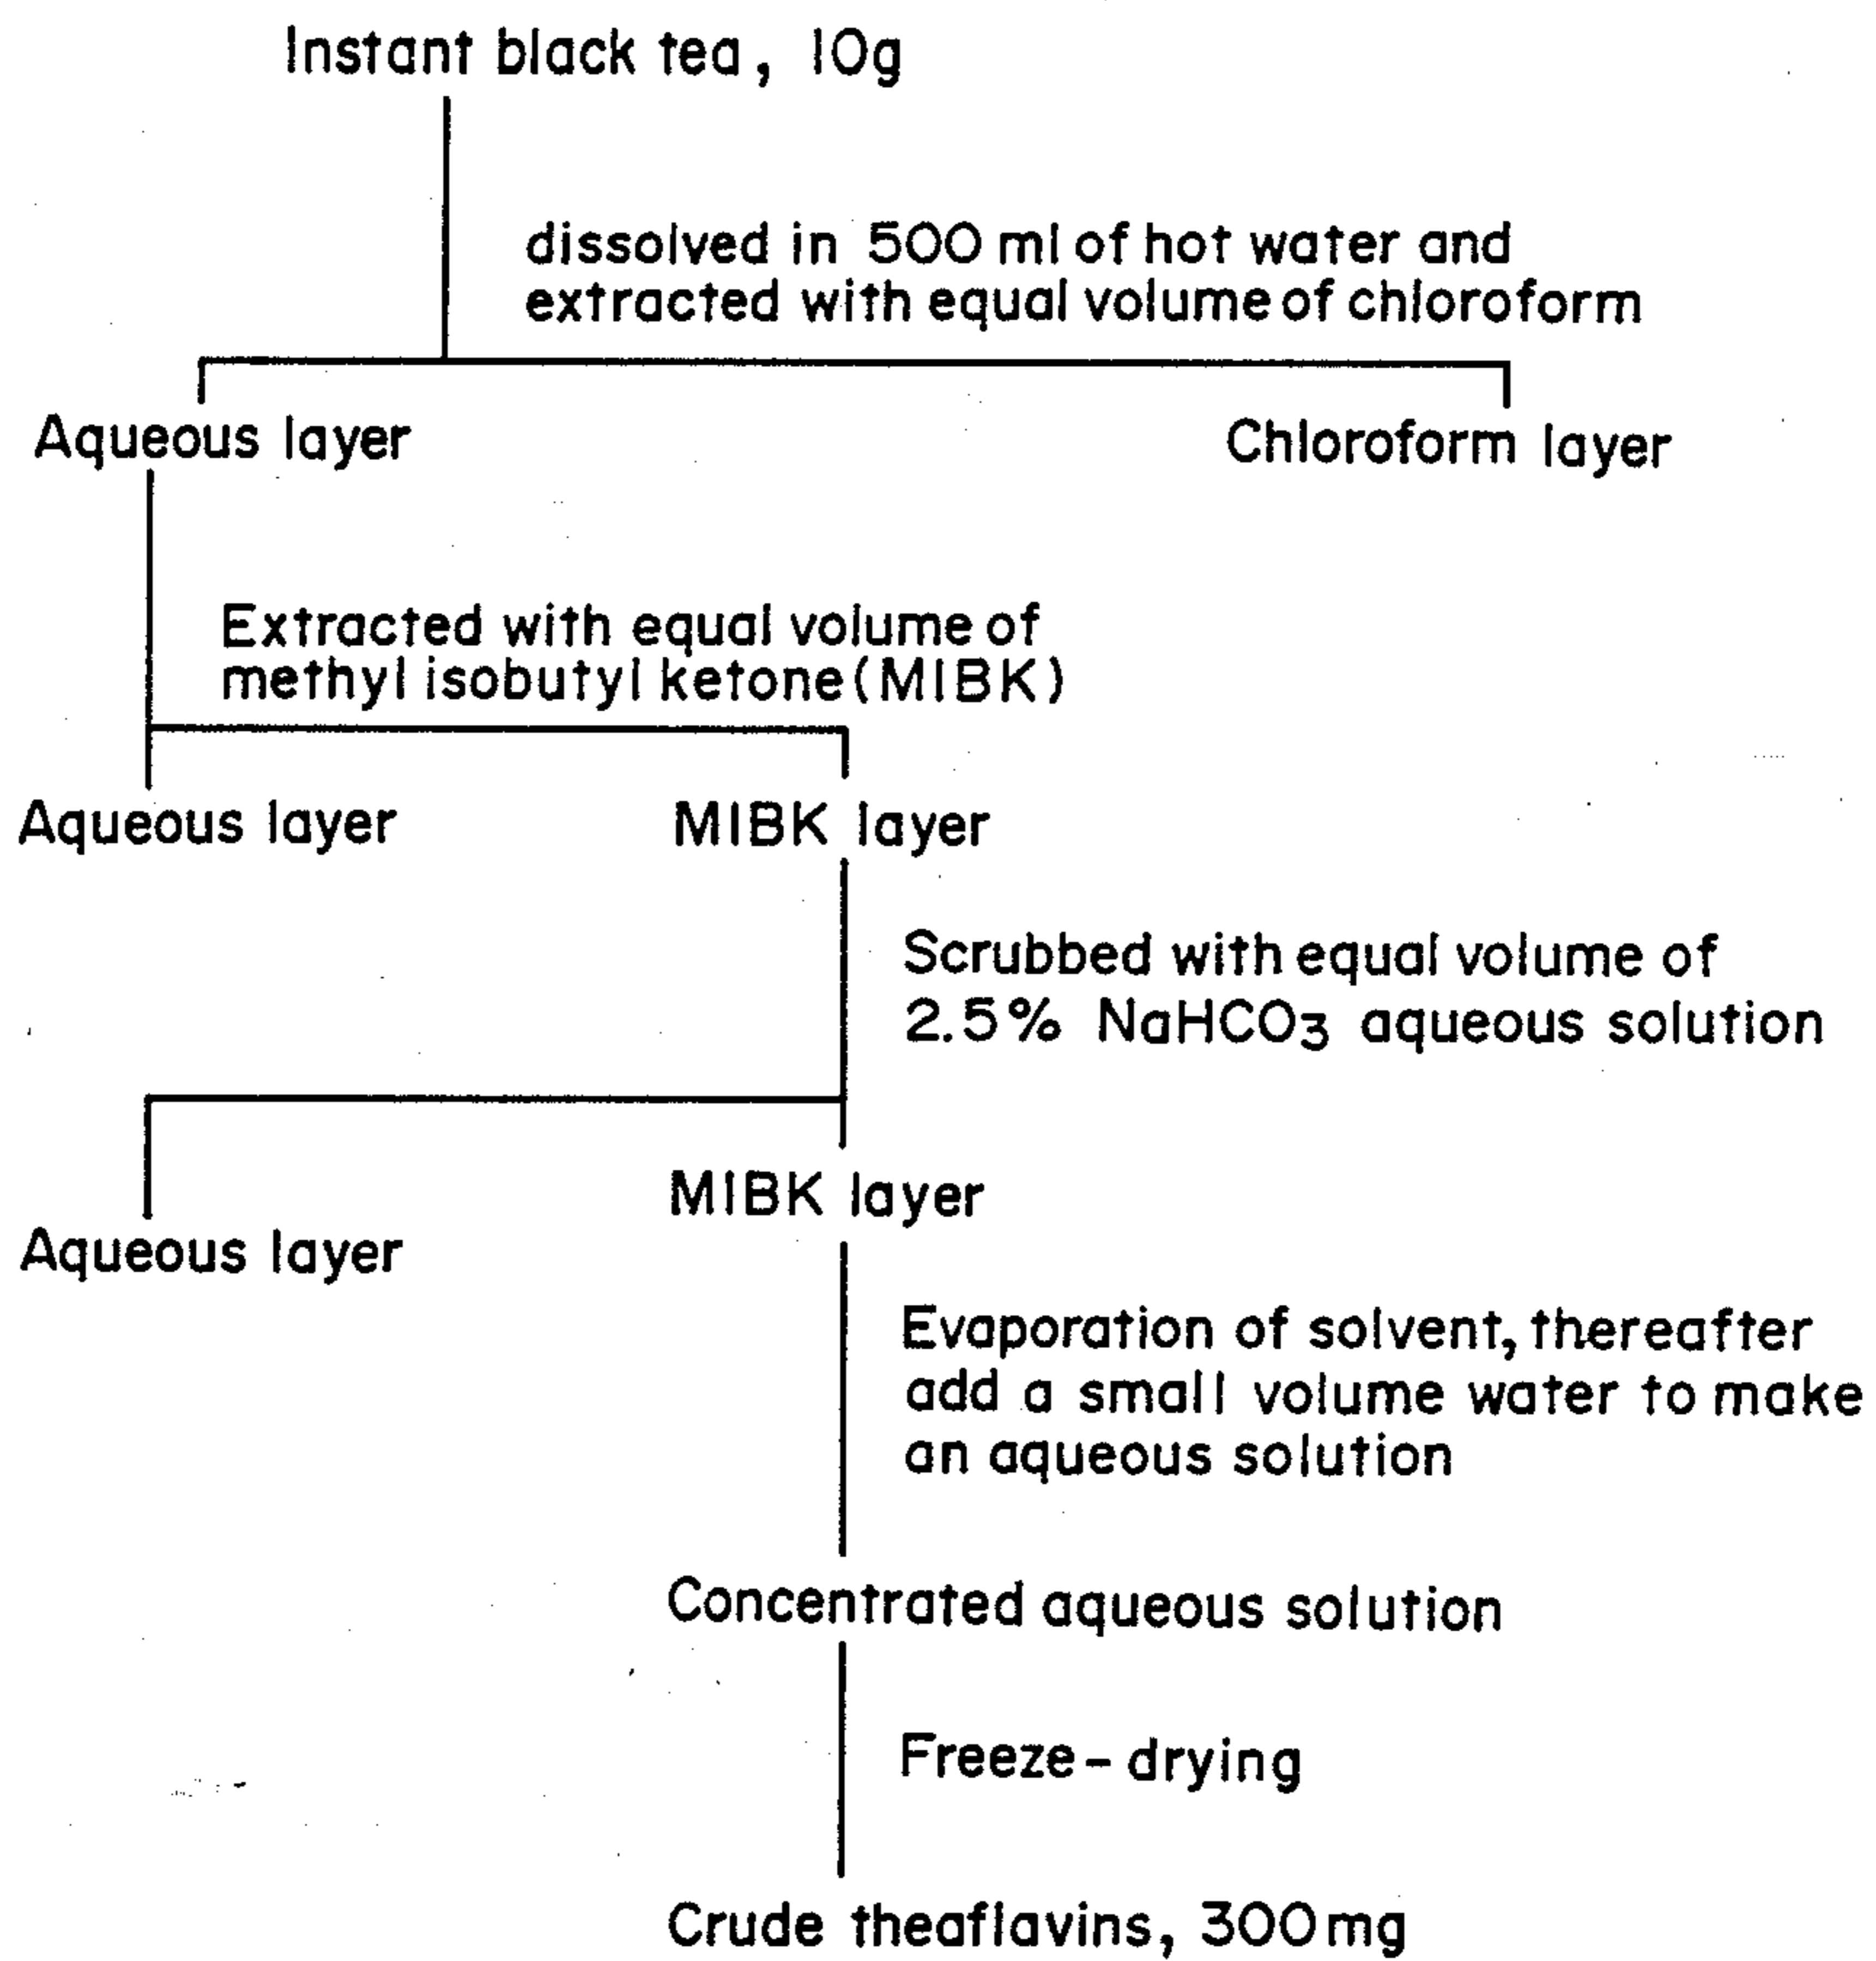 Instant black tea, 10g
dissolved in 500 ml of hot water and
extracted with equal volume of chloroform
Aqueous layer
Chloroform layer
Extracted with equal volume of
methyl isobutyl ketone (MIBK)
Aqueous layer
MIBK layer
Scrubbed with equal volume of
2.5% NaHCO3 aqueous solution
MIBK layer
Aqueous layer
Evaporation of solvent, thereafter
add a small volume water to make
an aqueous solution
Concentrated aqueous solution
Freeze-drying
Crude theaflavins, 300mg